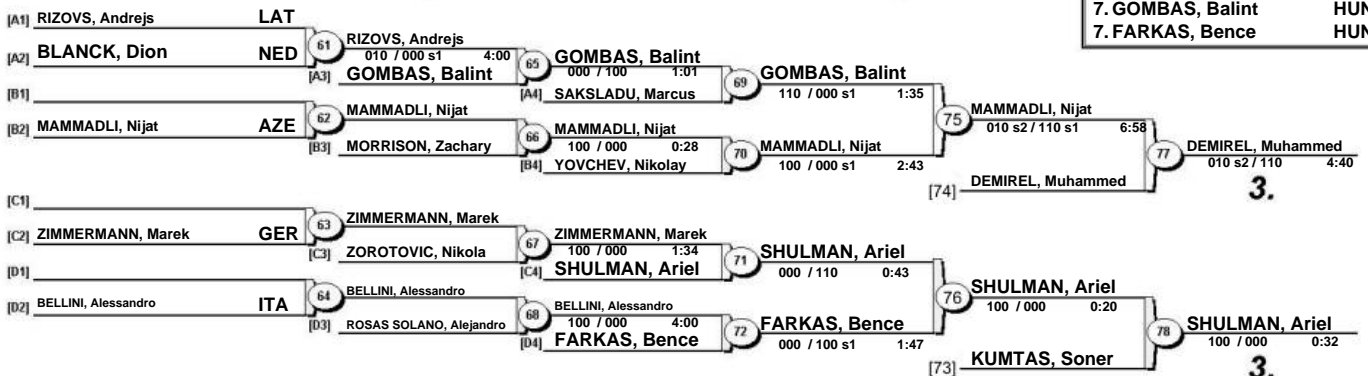 7. GOMBAS, Balint HUN
7. FARKAS, Bence HUN
[A1] RIZOVS, Andrejs LAT
[A2] BLANCK, Dion NED
61 RIZOVS, Andrejs
010 / 000 s1 4:00
[A3] GOMBAS, Balint
65 GOMBAS, Balint
000 / 100 1:01
[A4] SAKSLADU, Marcus
69 GOMBAS, Balint
110 / 000 s1 1:35
[B1]
[B2] MAMMADLI, Nijat AZE
62 MAMMADLI, Nijat
[B3] MORRISON, Zachary
66 MAMMADLI, Nijat
100 / 000 0:28
[B4] YOVCHEV, Nikolay
70 MAMMADLI, Nijat
100 / 000 s1 2:43
75 MAMMADLI, Nijat
010 s2 / 110 s1 6:58
[74] DEMIREL, Muhammed
77 DEMIREL, Muhammed
010 s2 / 110 4:40
3.
[C1]
[C2] ZIMMERMANN, Marek GER
63 ZIMMERMANN, Marek
[C3] ZOROTOVIC, Nikola
67 ZIMMERMANN, Marek
100 / 000 1:34
[C4] SHULMAN, Ariel
71 SHULMAN, Ariel
000 / 110 0:43
[D1]
[D2] BELLINI, Alessandro ITA
64 BELLINI, Alessandro
[D3] ROSAS SOLANO, Alejandro
68 BELLINI, Alessandro
100 / 000 4:00
[D4] FARKAS, Bence
72 FARKAS, Bence
000 / 100 s1 1:47
76 SHULMAN, Ariel
100 / 000 0:20
[73] KUMTAS, Soner
78 SHULMAN, Ariel
100 / 000 0:32
3.